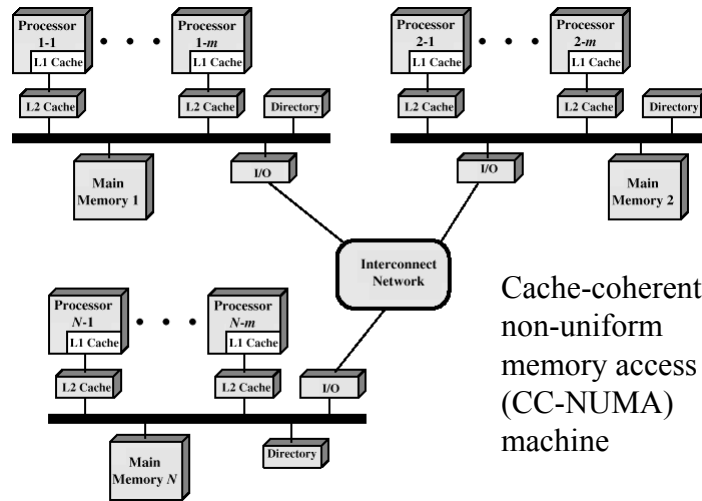 Processor
1-1
L1 Cache
• • •
Processor
1-m
L1 Cache
L2 Cache
L2 Cache
Directory
Main
Memory 1
I/O
Processor
2-1
L1 Cache
• • •
Processor
2-m
L1 Cache
L2 Cache
L2 Cache
Directory
I/O
Main
Memory 2
Interconnect
Network
Processor
N-1
L1 Cache
• • •
Processor
N-m
L1 Cache
L2 Cache
L2 Cache
I/O
Main
Memory N
Directory
Cache-coherent
non-uniform
memory access
(CC-NUMA)
machine